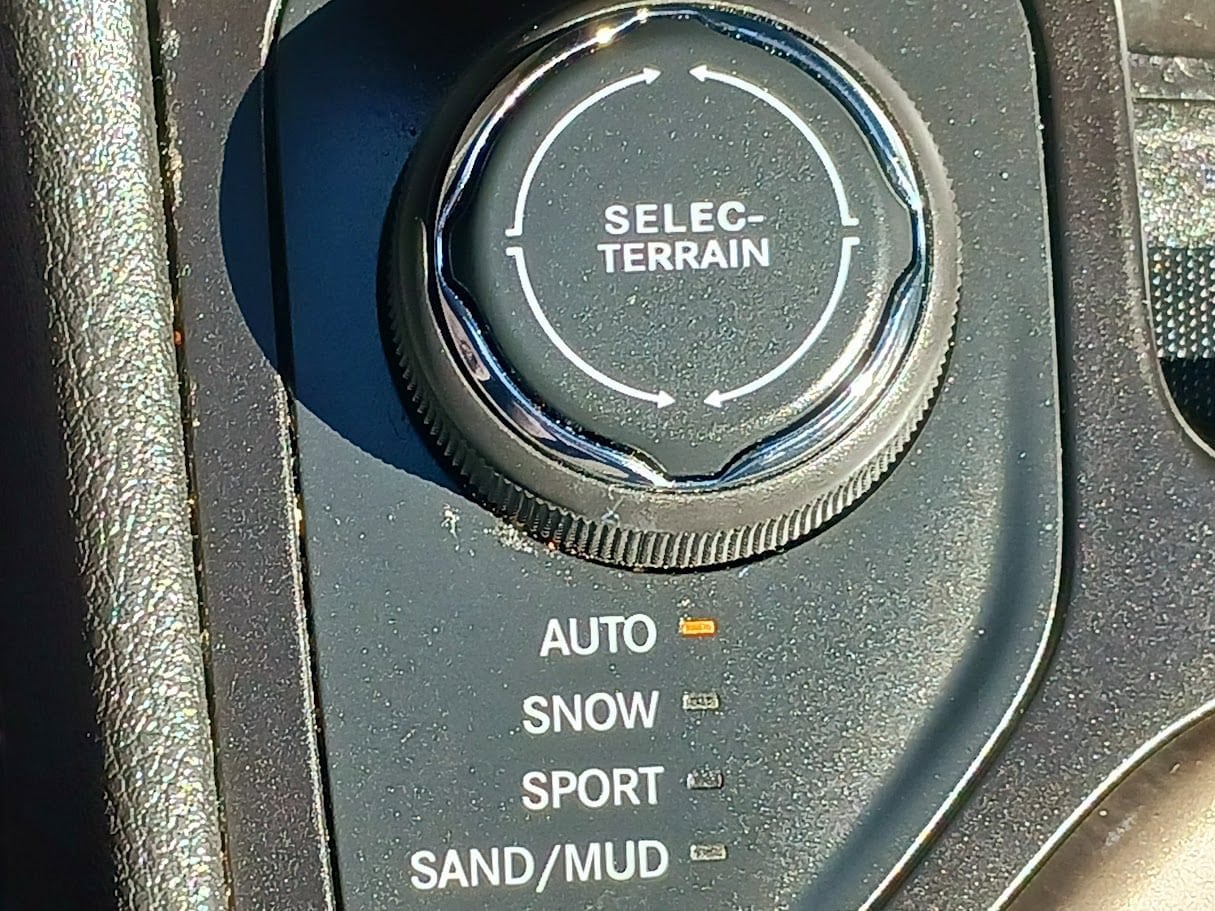 SELEC-
TERRAIN
AUTO
SNOW
SPORT
SAND/MUD